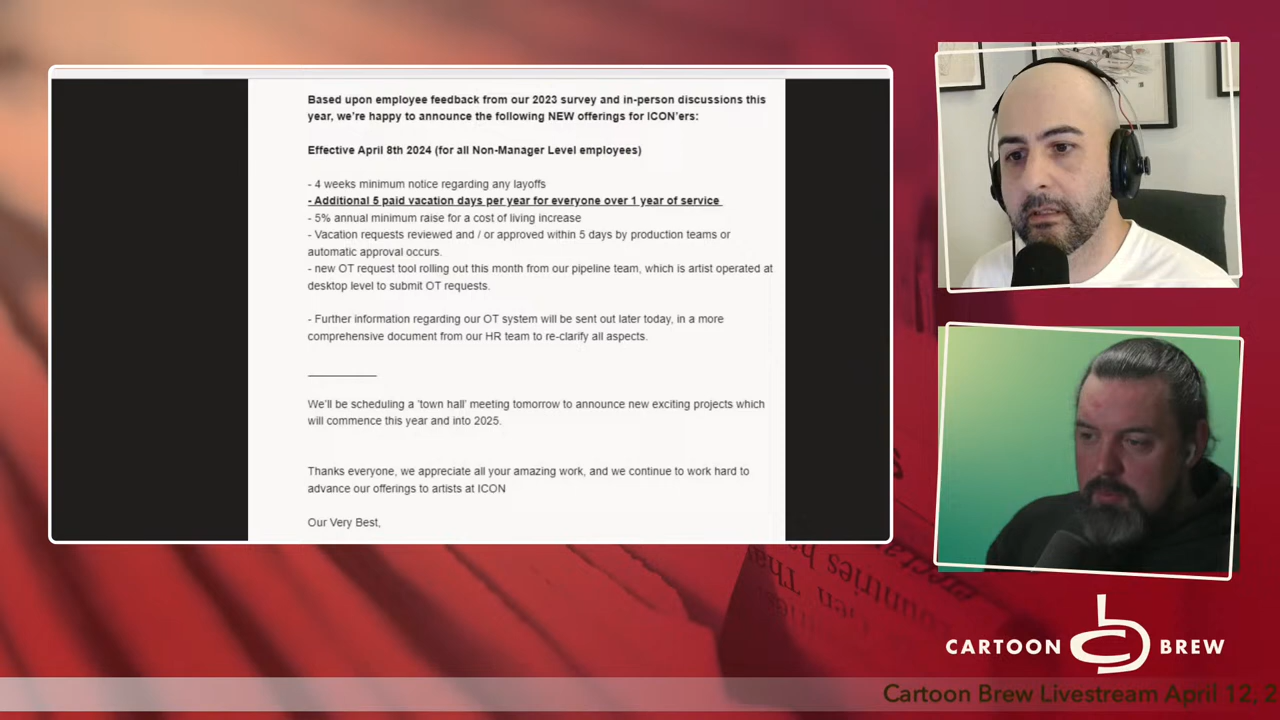 Based upon employee feedback from our 2023 survey and in-person discussions this
year, we're happy to announce the following NEW offerings for ICON'ers:
Effective April 8th 2024 (for all Non-Manager Level employees)
- 4 weeks minimum notice regarding any layoffs
- Additional 5 paid vacation days per year for everyone over 1 year of service
- 5% annual minimum raise for a cost of living increase
- Vacation requests reviewed and / or approved within 5 days by production teams or
automatic approval occurs.
- new OT request tool rolling out this month from our pipeline team, which is artist operated at
desktop level to submit OT requests.
- Further information regarding our OT system will be sent out later today, in a more
comprehensive document from our HR team to re-clarify all aspects.
We'll be scheduling a 'town hall' meeting tomorrow to announce new exciting projects which
will commence this year and into 2025.
Thanks everyone, we appreciate all your amazing work, and we continue to work hard to
advance our offerings to artists at ICON
Our Very Best,
CARTOON BREW
Cartoon Brew Livestream April 12, 2